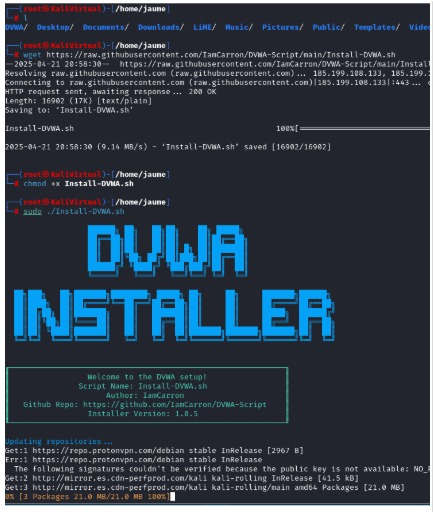 ┌──(root㉿KaliVirtual)-[/home/jaume]
└─# l
DVWA/ Desktop/ Documents/ Downloads/ LiME/ Music/ Pictures/ Public/ Templates/ Video
┌──(root㉿KaliVirtual)-[/home/jaume]
└─# wget https://raw.githubusercontent.com/IamCarron/DVWA-Script/main/Install-DVWA.sh
--2025-04-21 20:58:30-- https://raw.githubusercontent.com/IamCarron/DVWA-Script/main/Install-DVWA.sh
Resolving raw.githubusercontent.com (raw.githubusercontent.com)... 185.199.108.133, 185.199.1
Connecting to raw.githubusercontent.com (raw.githubusercontent.com)|185.199.108.133|:443... c
HTTP request sent, awaiting response... 200 OK
Length: 16902 (17K) [text/plain]
Saving to: ‘Install-DVWA.sh’
Install-DVWA.sh 100%[
2025-04-21 20:58:30 (9.14 MB/s) - ‘Install-DVWA.sh’ saved [16902/16902]
┌──(root㉿KaliVirtual)-[/home/jaume]
└─# chmod +x Install-DVWA.sh
┌──(root㉿KaliVirtual)-[/home/jaume]
└─# sudo ./Install-DVWA.sh
DVWA
INSTALLER
Welcome to the DVWA setup!
Script Name: Install-DVWA.sh
Author: IamCarron
Github Repo: https://github.com/IamCarron/DVWA-Script
Installer Version: 1.0.5
Updating repositories...
Get:1 https://repo.protonvpn.com/debian stable InRelease [2967 B]
Err:1 https://repo.protonvpn.com/debian stable InRelease
The following signatures couldn't be verified because the public key is not available: NO_P
Get:2 http://mirror.es.cdn-perfprod.com/kali kali-rolling InRelease [41.5 kB]
Get:3 http://mirror.es.cdn-perfprod.com/kali kali-rolling/main amd64 Packages [21.0 MB]
0% [3 Packages 21.0 MB/21.0 MB 100%]